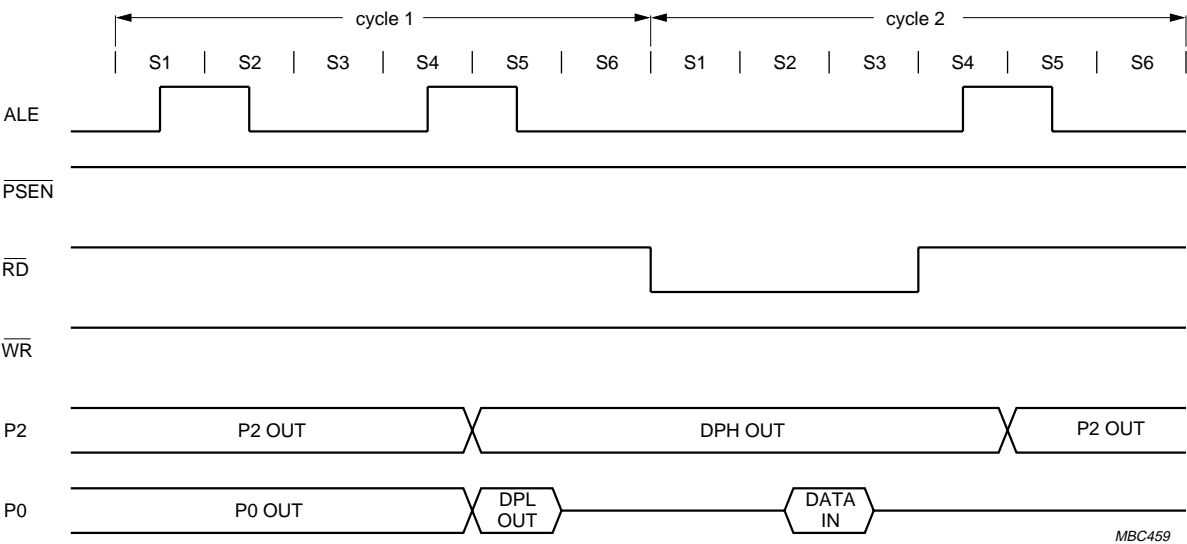 cycle 1 cycle 2
S1 S2 S3 S4 S5 S6 S1 S2 S3 S4 S5 S6
ALE
PSEN
RD
WR
P2 P2 OUT DPH OUT P2 OUT
P0 P0 OUT DPL OUT DATA IN
MBC459